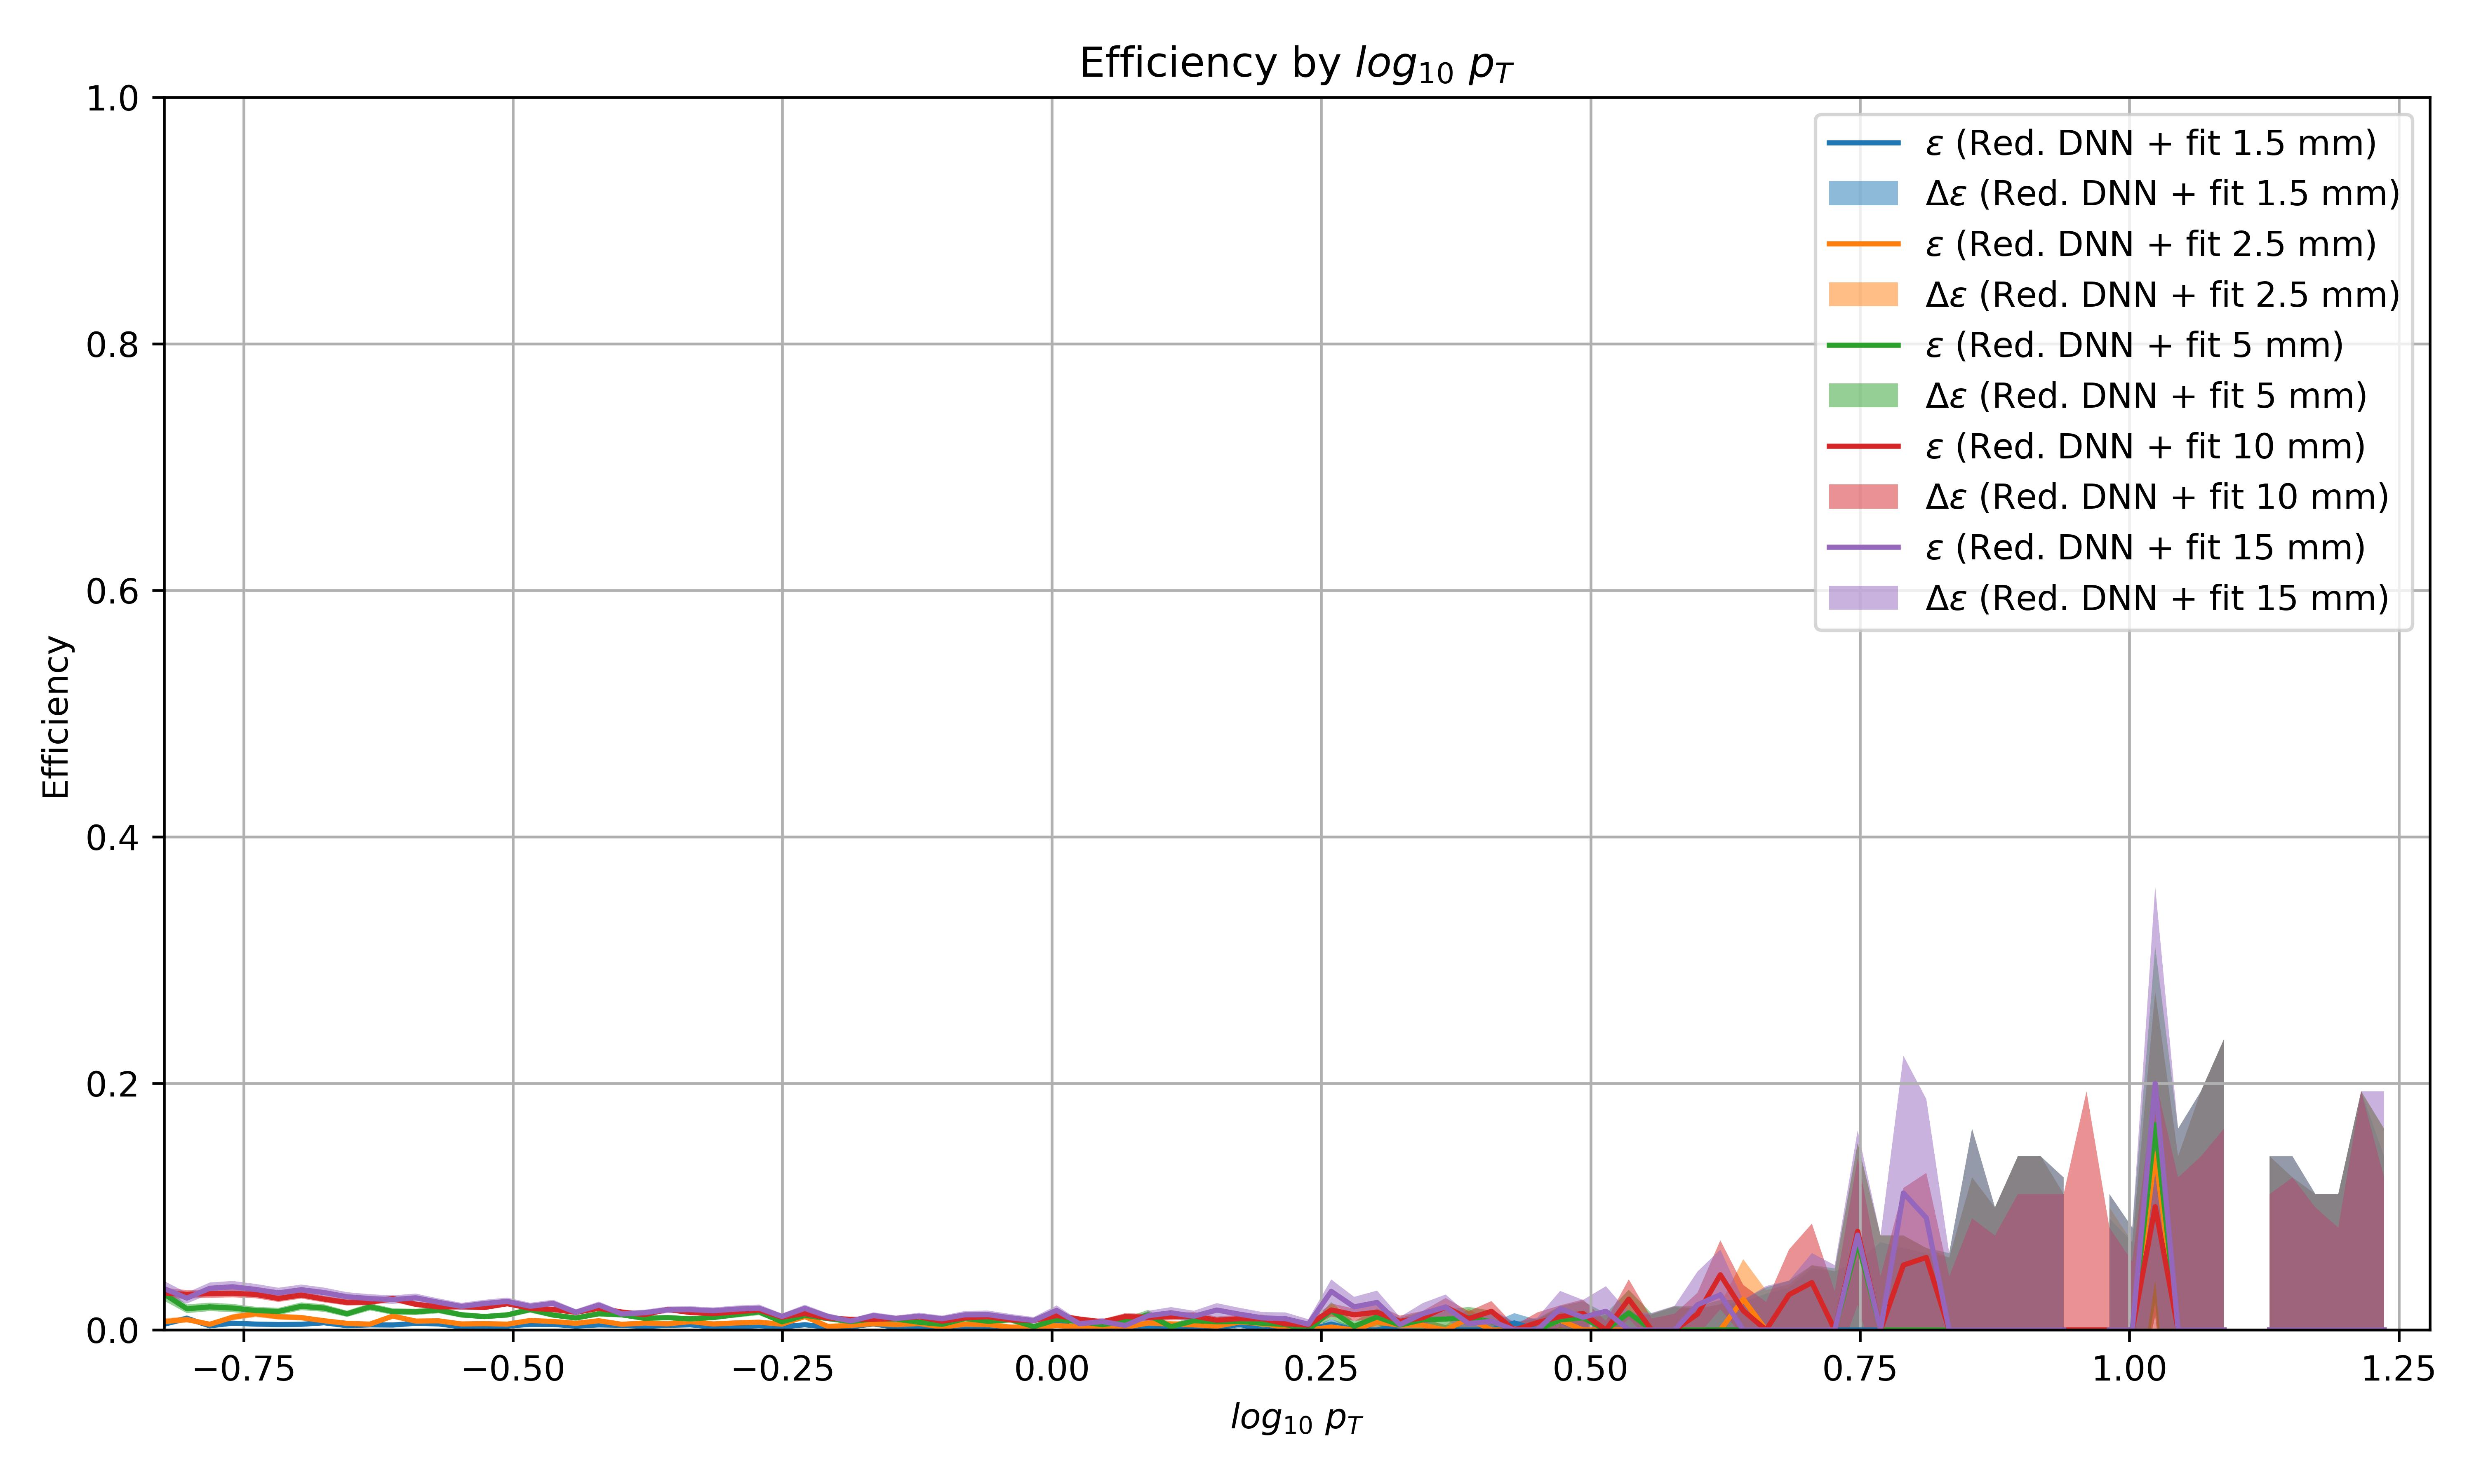 Efficiency by log₁₀ p_T
1.0
0.8
0.6
0.4
0.2
0.0
Efficiency
ε (Red. DNN + fit 1.5 mm)
Δε (Red. DNN + fit 1.5 mm)
ε (Red. DNN + fit 2.5 mm)
Δε (Red. DNN + fit 2.5 mm)
ε (Red. DNN + fit 5 mm)
Δε (Red. DNN + fit 5 mm)
ε (Red. DNN + fit 10 mm)
Δε (Red. DNN + fit 10 mm)
ε (Red. DNN + fit 15 mm)
Δε (Red. DNN + fit 15 mm)
−0.75 −0.50 −0.25 0.00 0.25 0.50 0.75 1.00 1.25
log₁₀ p_T